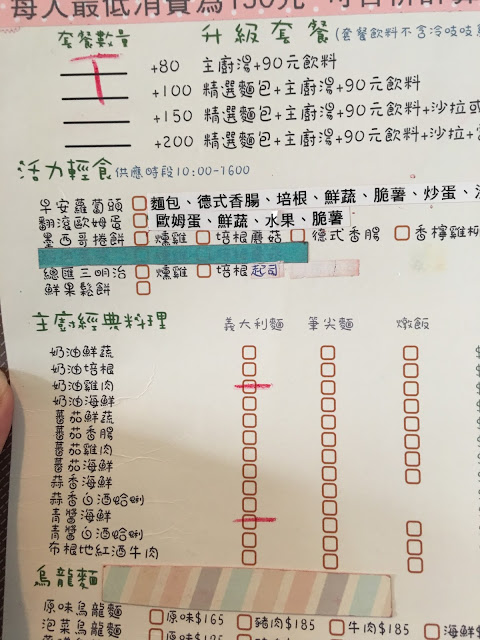 每人最低消費為150元
套餐數量 升級套餐(套餐飲料不含冷吱吱
+80 主廚湯+90元飲料
+100 精選麵包+主廚湯+90元飲料
+150 精選麵包+主廚湯+90元飲料+沙拉或
+200 精選麵包+主廚湯+90元飲料+沙拉+
活力輕食 供應時段10:00-1600
早安蘿蔔頭 麵包、德式香腸、培根、鮮蔬、脆薯、炒蛋、
翻滾歐姆蛋 歐姆蛋、鮮蔬、水果、脆薯
墨西哥捲餅 燻雞 培根蘑菇 德式香腸 香檸雞柳
總匯三明治 燻雞 培根起司
鮮果鬆餅
主廚經典料理 義大利麵 筆尖麵 燉飯
奶油鮮蔬
奶油培根
奶油雞肉
奶油海鮮
蕃茄鮮蔬
蕃茄香腸
蕃茄雞肉
蕃茄海鮮
蒜香海鮮
蒜香白酒蛤蜊
青醬海鮮
青醬白酒蛤蜊
布根地紅酒牛肉
烏龍麵
原味烏龍麵 原味$165 豬肉$185 牛肉$185 海鮮$
泡菜烏龍麵